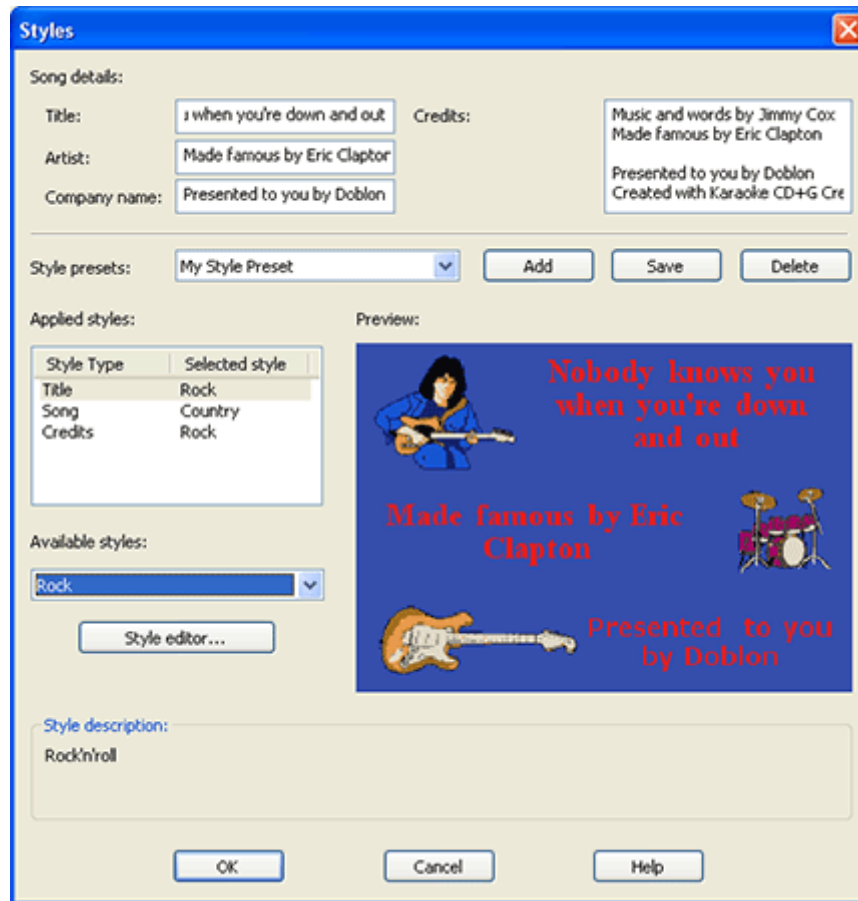 Styles
Song details:
Title:
when you're down and out
Artist:
Made famous by Eric Clapton
Company name:
Presented to you by Doblon
Credits:
Music and words by Jimmy Cox
Made famous by Eric Clapton
Presented to you by Doblon
Created with Karaoke CD+G Cre
Style presets:
My Style Preset
Add
Save
Delete
Applied styles:
Style Type Selected style
Title Rock
Song Country
Credits Rock
Available styles:
Rock
Style editor...
Preview:
Nobody knows you
when you're down
and out
Made famous by Eric
Clapton
Presented to you
by Doblon
Style description:
Rock'n'roll
OK
Cancel
Help